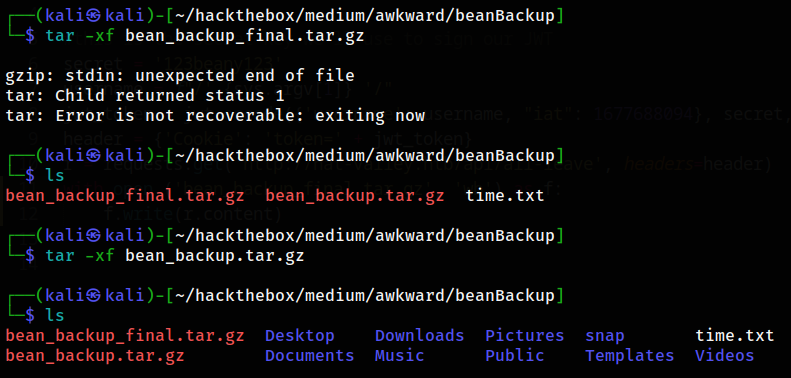 ┌──(kali㉿kali)-[~/hackthebox/medium/awkward/beanBackup]
└─$ tar -xf bean_backup_final.tar.gz
gzip: stdin: unexpected end of file
tar: Child returned status 1
tar: Error is not recoverable: exiting now
┌──(kali㉿kali)-[~/hackthebox/medium/awkward/beanBackup]
└─$ ls
bean_backup_final.tar.gz  bean_backup.tar.gz  time.txt
┌──(kali㉿kali)-[~/hackthebox/medium/awkward/beanBackup]
└─$ tar -xf bean_backup.tar.gz
┌──(kali㉿kali)-[~/hackthebox/medium/awkward/beanBackup]
└─$ ls
bean_backup_final.tar.gz  Desktop    Downloads  Pictures  snap       time.txt
bean_backup.tar.gz        Documents  Music      Public    Templates  Videos